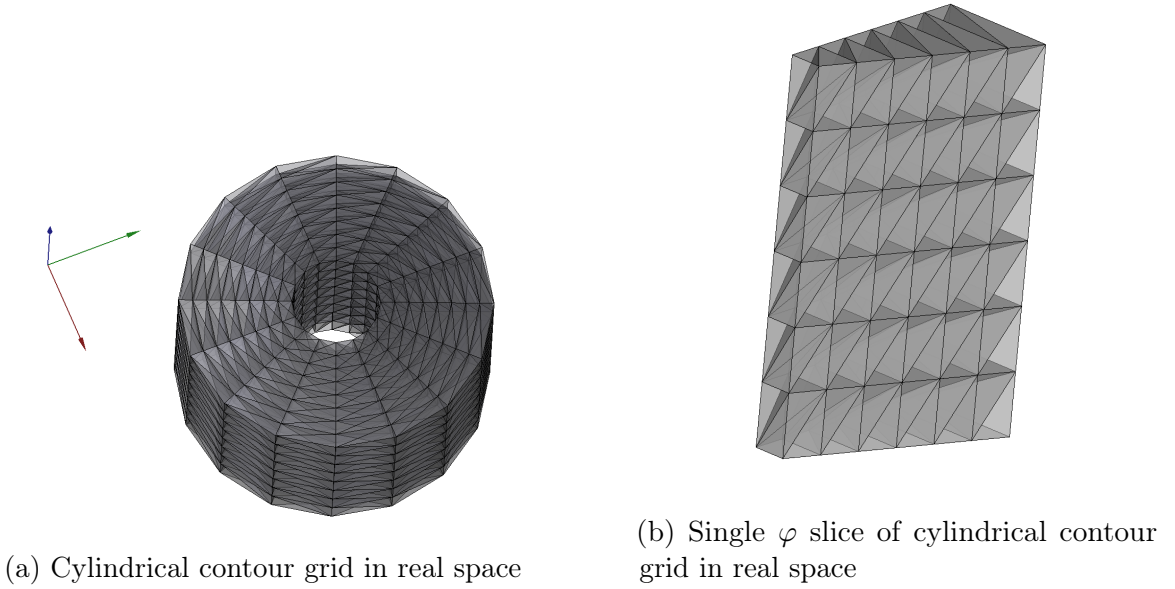 (a) Cylindrical contour grid in real space
(b) Single φ slice of cylindrical contour
grid in real space